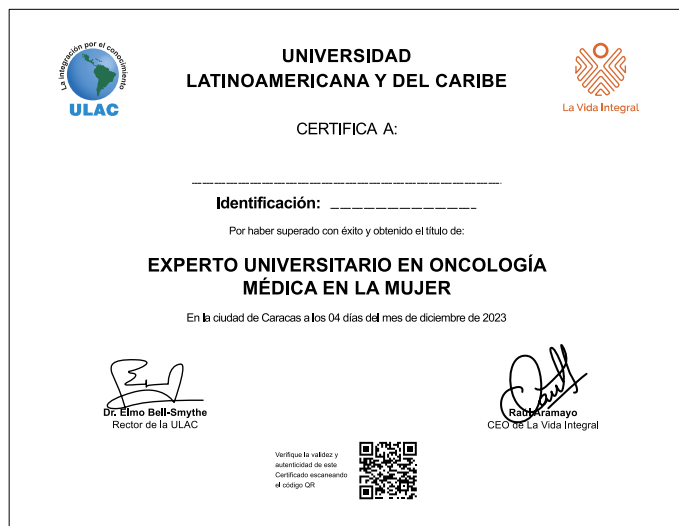 La integración por el conocimiento
ULAC
UNIVERSIDAD
LATINOAMERICANA Y DEL CARIBE
La Vida Integral
CERTIFICA A:
Identificación:
Por haber superado con éxito y obtenido el título de:
EXPERTO UNIVERSITARIO EN ONCOLOGÍA
MÉDICA EN LA MUJER
En la ciudad de Caracas a los 04 días del mes de diciembre de 2023
Dr. Elmo Bell-Smythe
Rector de la ULAC
Raúl Aramayo
CEO de La Vida Integral
Verifique la validez y
autenticidad de este
Certificado escaneando
el código QR